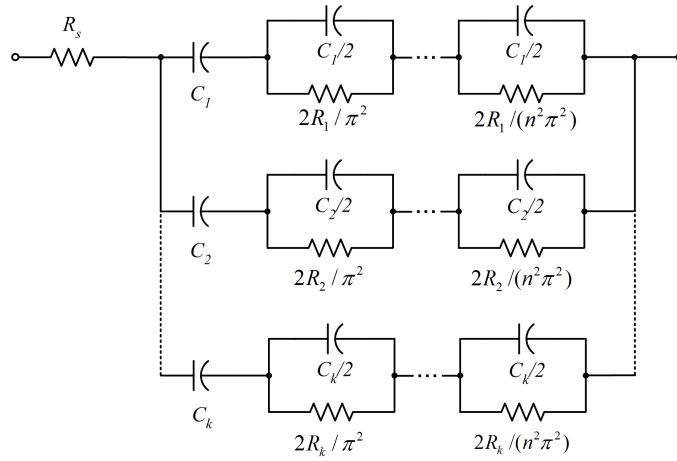 R_s
C_1/2 ... C_1/2
C_1
2R_1/π^2 2R_1/(n^2π^2)
C_2/2 ... C_2/2
C_2
2R_2/π^2 2R_2/(n^2π^2)
C_k/2 ... C_k/2
C_k
2R_k/π^2 2R_k/(n^2π^2)